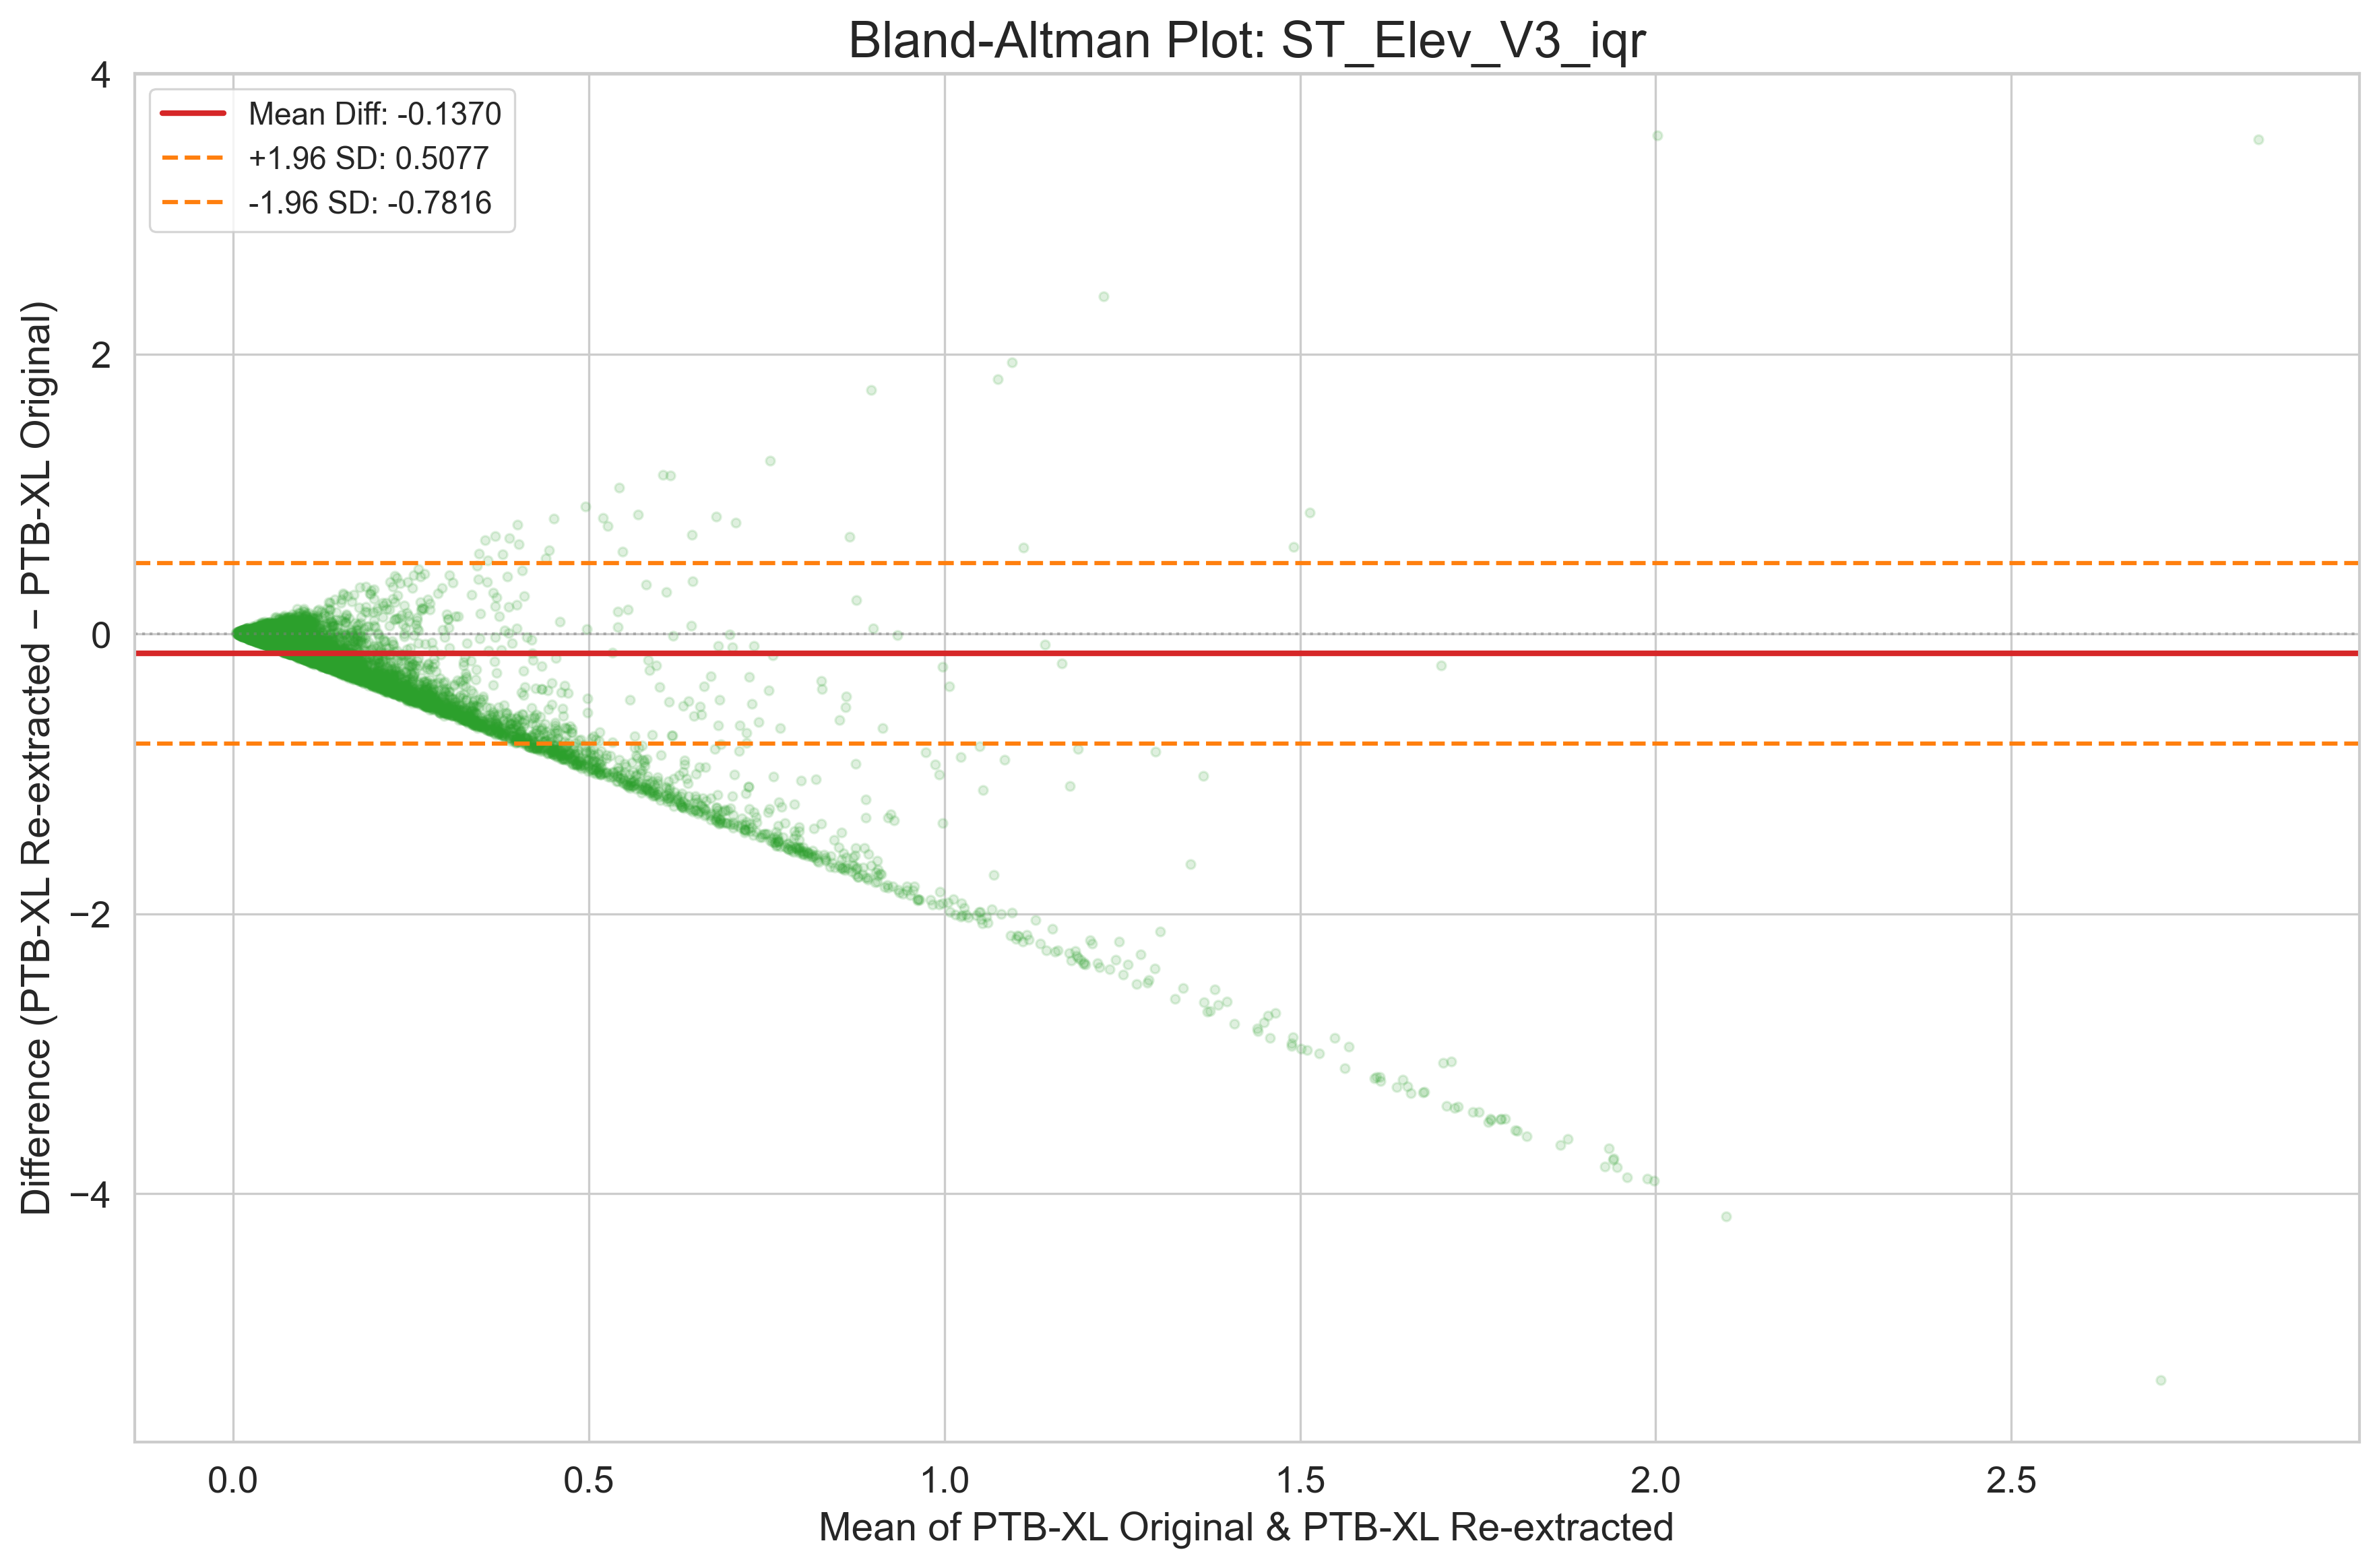 Bland-Altman Plot: ST_Elev_V3_iqr
Mean Diff: -0.1370
+1.96 SD: 0.5077
-1.96 SD: -0.7816
Difference (PTB-XL Re-extracted − PTB-XL Original)
4
2
0
−2
−4
0.0 0.5 1.0 1.5 2.0 2.5
Mean of PTB-XL Original & PTB-XL Re-extracted